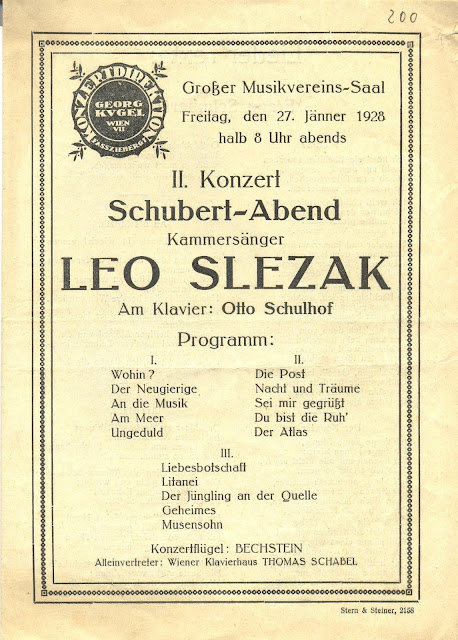 200
KONZERTDIREKTION
GEORG
KVGEL
WIEN
VII
Großer Musikvereins-Saal
Freitag, den 27. Jänner 1928
halb 8 Uhr abends
II. Konzert
Schubert-Abend
Kammersänger
LEO SLEZAK
Am Klavier: Otto Schulhof
Programm:
I.
Wohin?
Der Neugierige
An die Musik
Am Meer
Ungeduld
II.
Die Post
Nacht und Träume
Sei mir gegrüßt
Du bist die Ruh'
Der Atlas
III.
Liebesbotschaft
Litanei
Der Jüngling an der Quelle
Geheimes
Musensohn
Konzertflügel: BECHSTEIN
Alleinvertreter: Wiener Klavierhaus THOMAS SCHABEL
Stern & Steiner, 2158